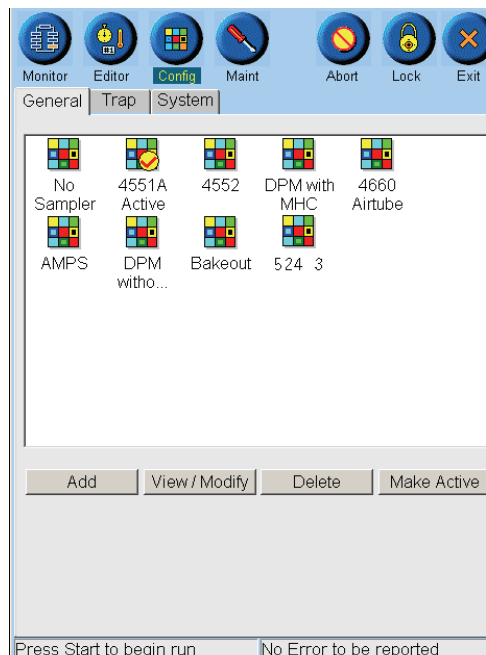 #1
Monitor Editor Config Maint Abort Lock Exit
General Trap System
No Sampler
4551A Active
4552
DPM with MHC
4660 Airtube
AMPS
DPM witho...
Bakeout
524 3
Add View / Modify Delete Make Active
Press Start to begin run No Error to be reported